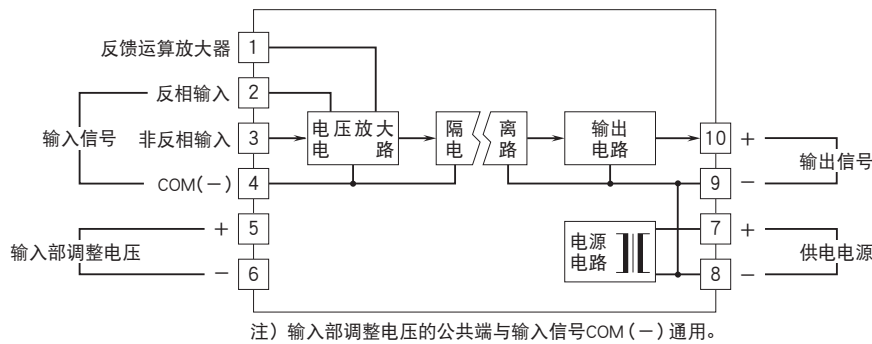 反馈运算放大器 1
反相输入 2
非反相输入 3
COM(－) 4
输入信号
＋ 5
－ 6
输入部调整电压
电压放大
电　　路
隔 离
电 路
输出
电路
电源
电路
10 ＋
9 －
输出信号
7 ＋
8 －
供电电源
注）输入部调整电压的公共端与输入信号COM（－）通用。